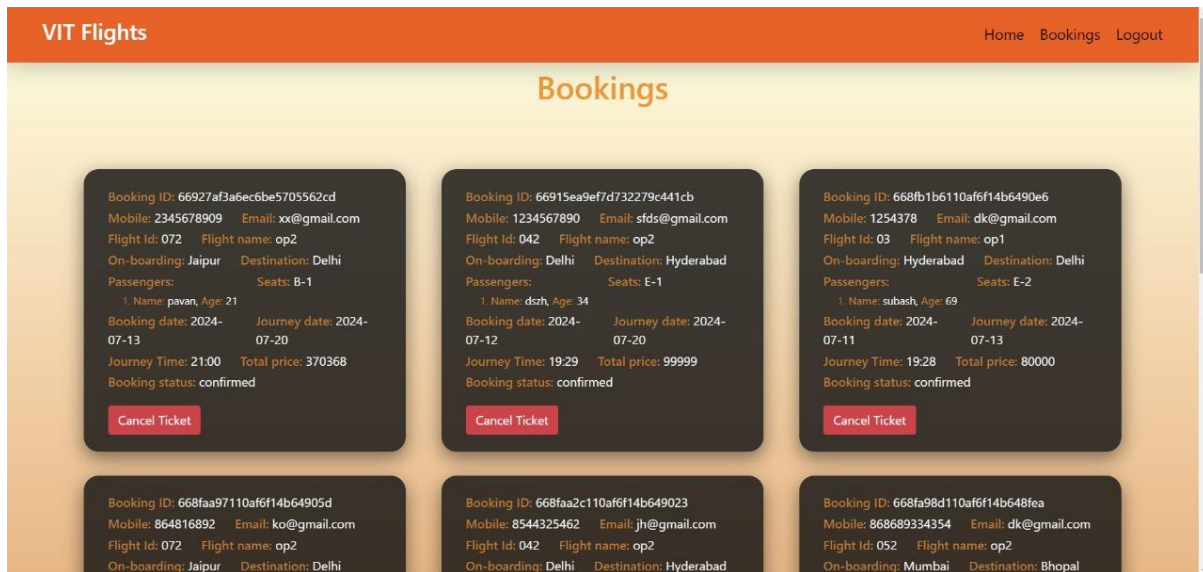 VIT Flights
Home Bookings Logout
Bookings
Booking ID: 66927af3a6ec6be5705562cd
Mobile: 2345678909 Email: xx@gmail.com
Flight Id: 072 Flight name: op2
On-boarding: Jaipur Destination: Delhi
Passengers: Seats: B-1
1. Name: pavan, Age: 21
Booking date: 2024- Journey date: 2024-
07-13 07-20
Journey Time: 21:00 Total price: 370368
Booking status: confirmed
Cancel Ticket
Booking ID: 66915ea9ef7d732279c441cb
Mobile: 1234567890 Email: sfds@gmail.com
Flight Id: 042 Flight name: op2
On-boarding: Delhi Destination: Hyderabad
Passengers: Seats: E-1
1. Name: dszh, Age: 34
Booking date: 2024- Journey date: 2024-
07-12 07-20
Journey Time: 19:29 Total price: 99999
Booking status: confirmed
Cancel Ticket
Booking ID: 668fb1b6110af6f14b6490e6
Mobile: 1254378 Email: dk@gmail.com
Flight Id: 03 Flight name: op1
On-boarding: Hyderabad Destination: Delhi
Passengers: Seats: E-2
1. Name: subash, Age: 69
Booking date: 2024- Journey date: 2024-
07-11 07-13
Journey Time: 19:28 Total price: 80000
Booking status: confirmed
Cancel Ticket
Booking ID: 668faa97110af6f14b64905d
Mobile: 864816892 Email: ko@gmail.com
Flight Id: 072 Flight name: op2
On-boarding: Jaipur Destination: Delhi
Booking ID: 668faa2c110af6f14b649023
Mobile: 8544325462 Email: jh@gmail.com
Flight Id: 042 Flight name: op2
On-boarding: Delhi Destination: Hyderabad
Booking ID: 668fa98d110af6f14b648fea
Mobile: 868689334354 Email: dk@gmail.com
Flight Id: 052 Flight name: op2
On-boarding: Mumbai Destination: Bhopal